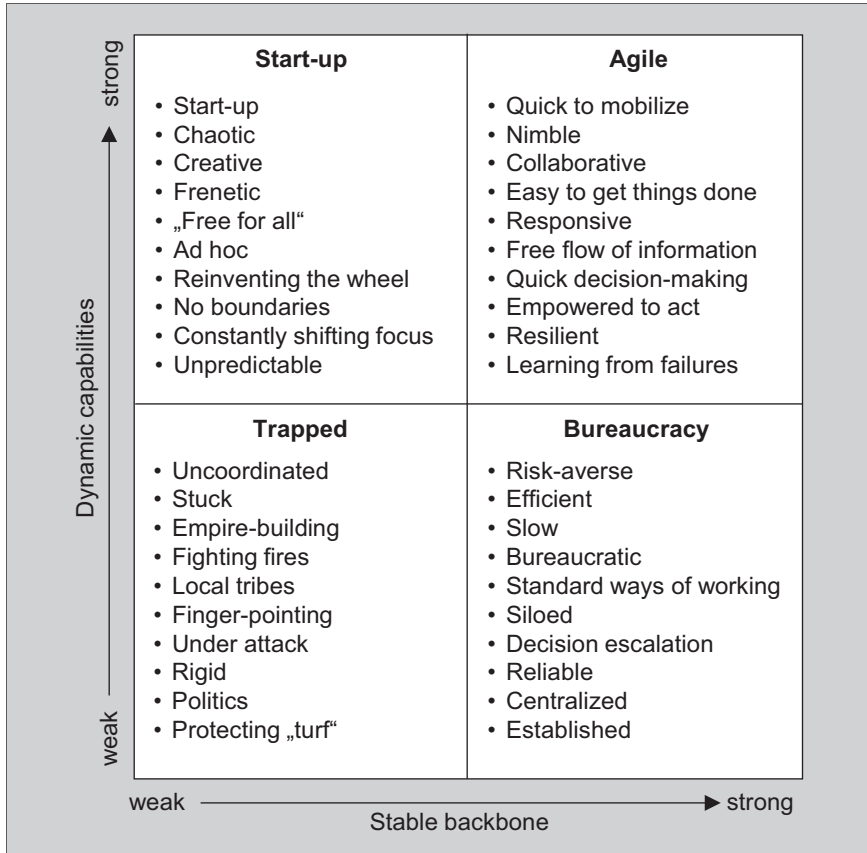 strong
Dynamic capabilities
weak
Start-up
• Start-up
• Chaotic
• Creative
• Frenetic
• „Free for all“
• Ad hoc
• Reinventing the wheel
• No boundaries
• Constantly shifting focus
• Unpredictable
Agile
• Quick to mobilize
• Nimble
• Collaborative
• Easy to get things done
• Responsive
• Free flow of information
• Quick decision-making
• Empowered to act
• Resilient
• Learning from failures
Trapped
• Uncoordinated
• Stuck
• Empire-building
• Fighting fires
• Local tribes
• Finger-pointing
• Under attack
• Rigid
• Politics
• Protecting „turf“
Bureaucracy
• Risk-averse
• Efficient
• Slow
• Bureaucratic
• Standard ways of working
• Siloed
• Decision escalation
• Reliable
• Centralized
• Established
weak
strong
Stable backbone